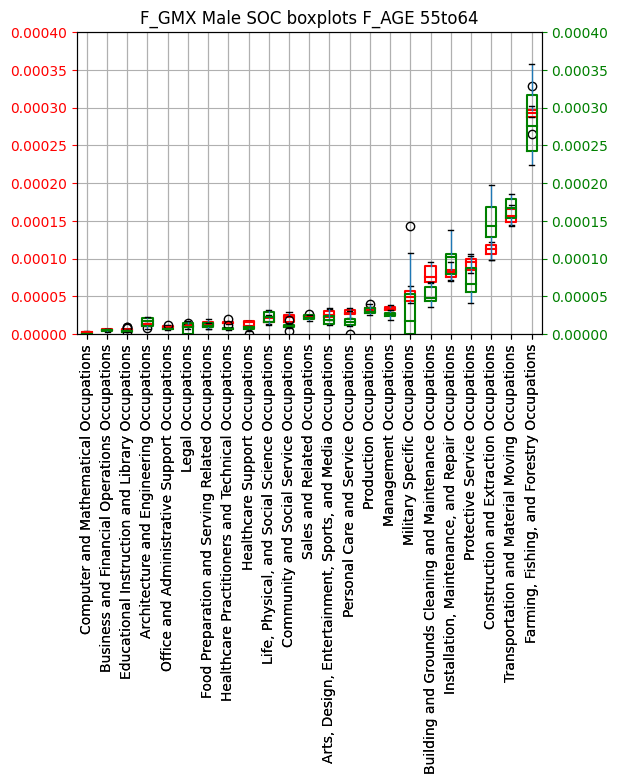 F_GMX Male SOC boxplots F_AGE 55to64
0.00040
0.00035
0.00030
0.00025
0.00020
0.00015
0.00010
0.00005
0.00000
0.00040
0.00035
0.00030
0.00025
0.00020
0.00015
0.00010
0.00005
0.00000
Computer and Mathematical Occupations
Business and Financial Operations Occupations
Educational Instruction and Library Occupations
Architecture and Engineering Occupations
Office and Administrative Support Occupations
Legal Occupations
Food Preparation and Serving Related Occupations
Healthcare Practitioners and Technical Occupations
Healthcare Support Occupations
Life, Physical, and Social Science Occupations
Community and Social Service Occupations
Sales and Related Occupations
Arts, Design, Entertainment, Sports, and Media Occupations
Personal Care and Service Occupations
Production Occupations
Management Occupations
Military Specific Occupations
Building and Grounds Cleaning and Maintenance Occupations
Installation, Maintenance, and Repair Occupations
Protective Service Occupations
Construction and Extraction Occupations
Transportation and Material Moving Occupations
Farming, Fishing, and Forestry Occupations